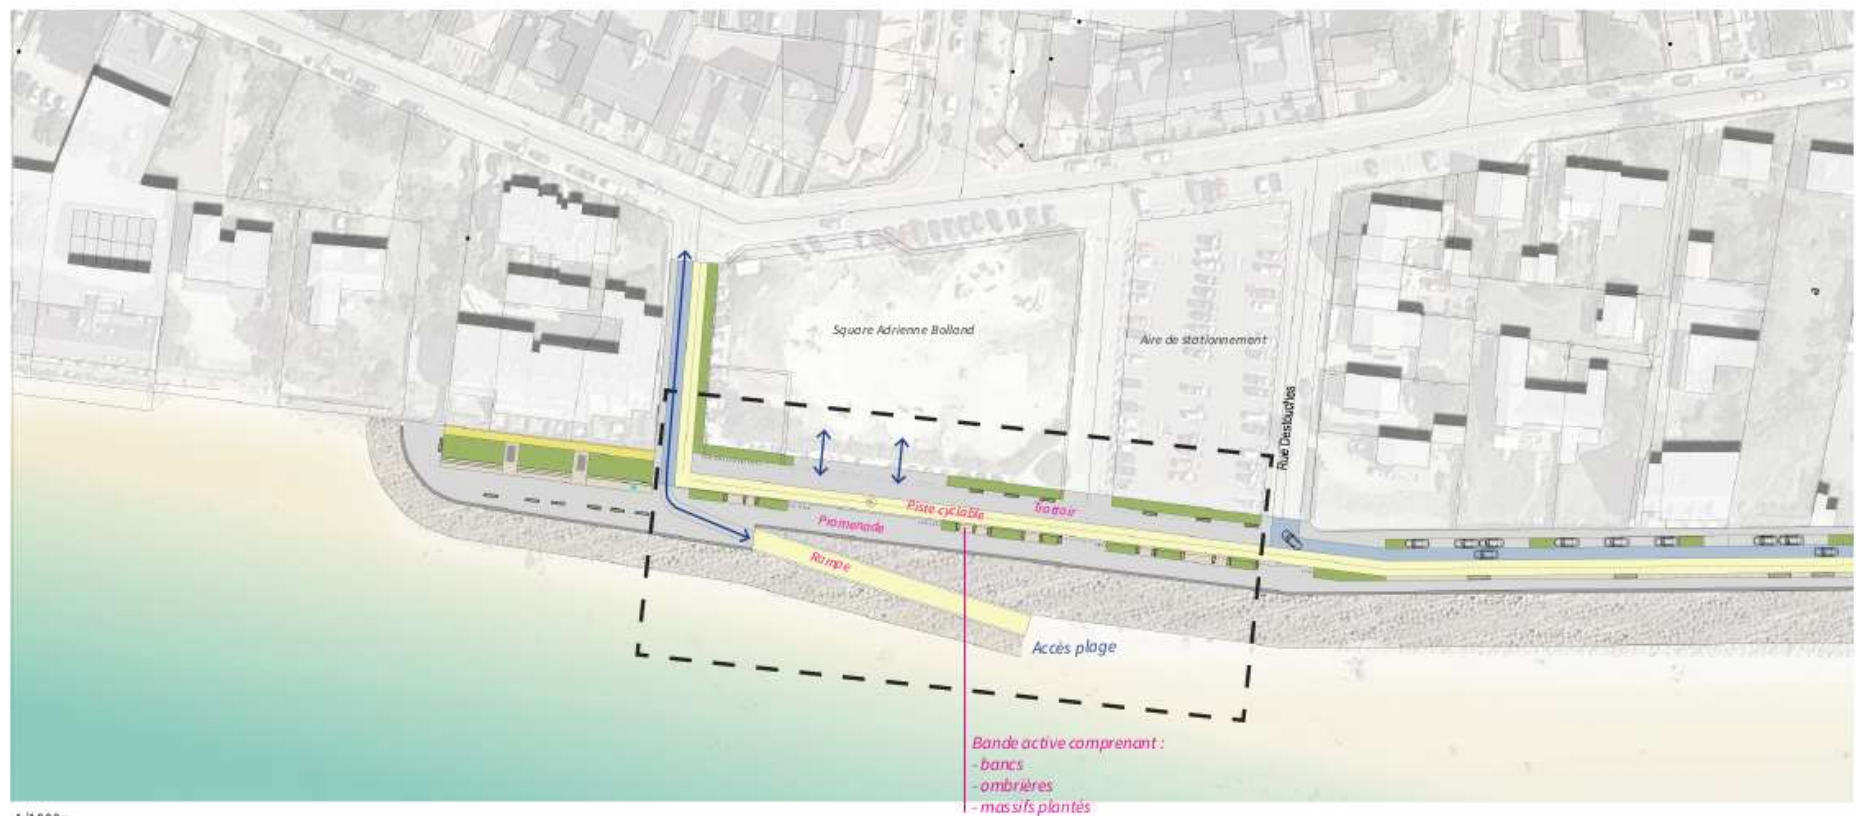 Square Adrienne Bolland
Aire de stationnement
Rue Destouches
Piste cyclable
Trottoir
Promenade
Rampe
Accès plage
Bande active comprenant :
- bancs
- ombrières
- massifs plantés